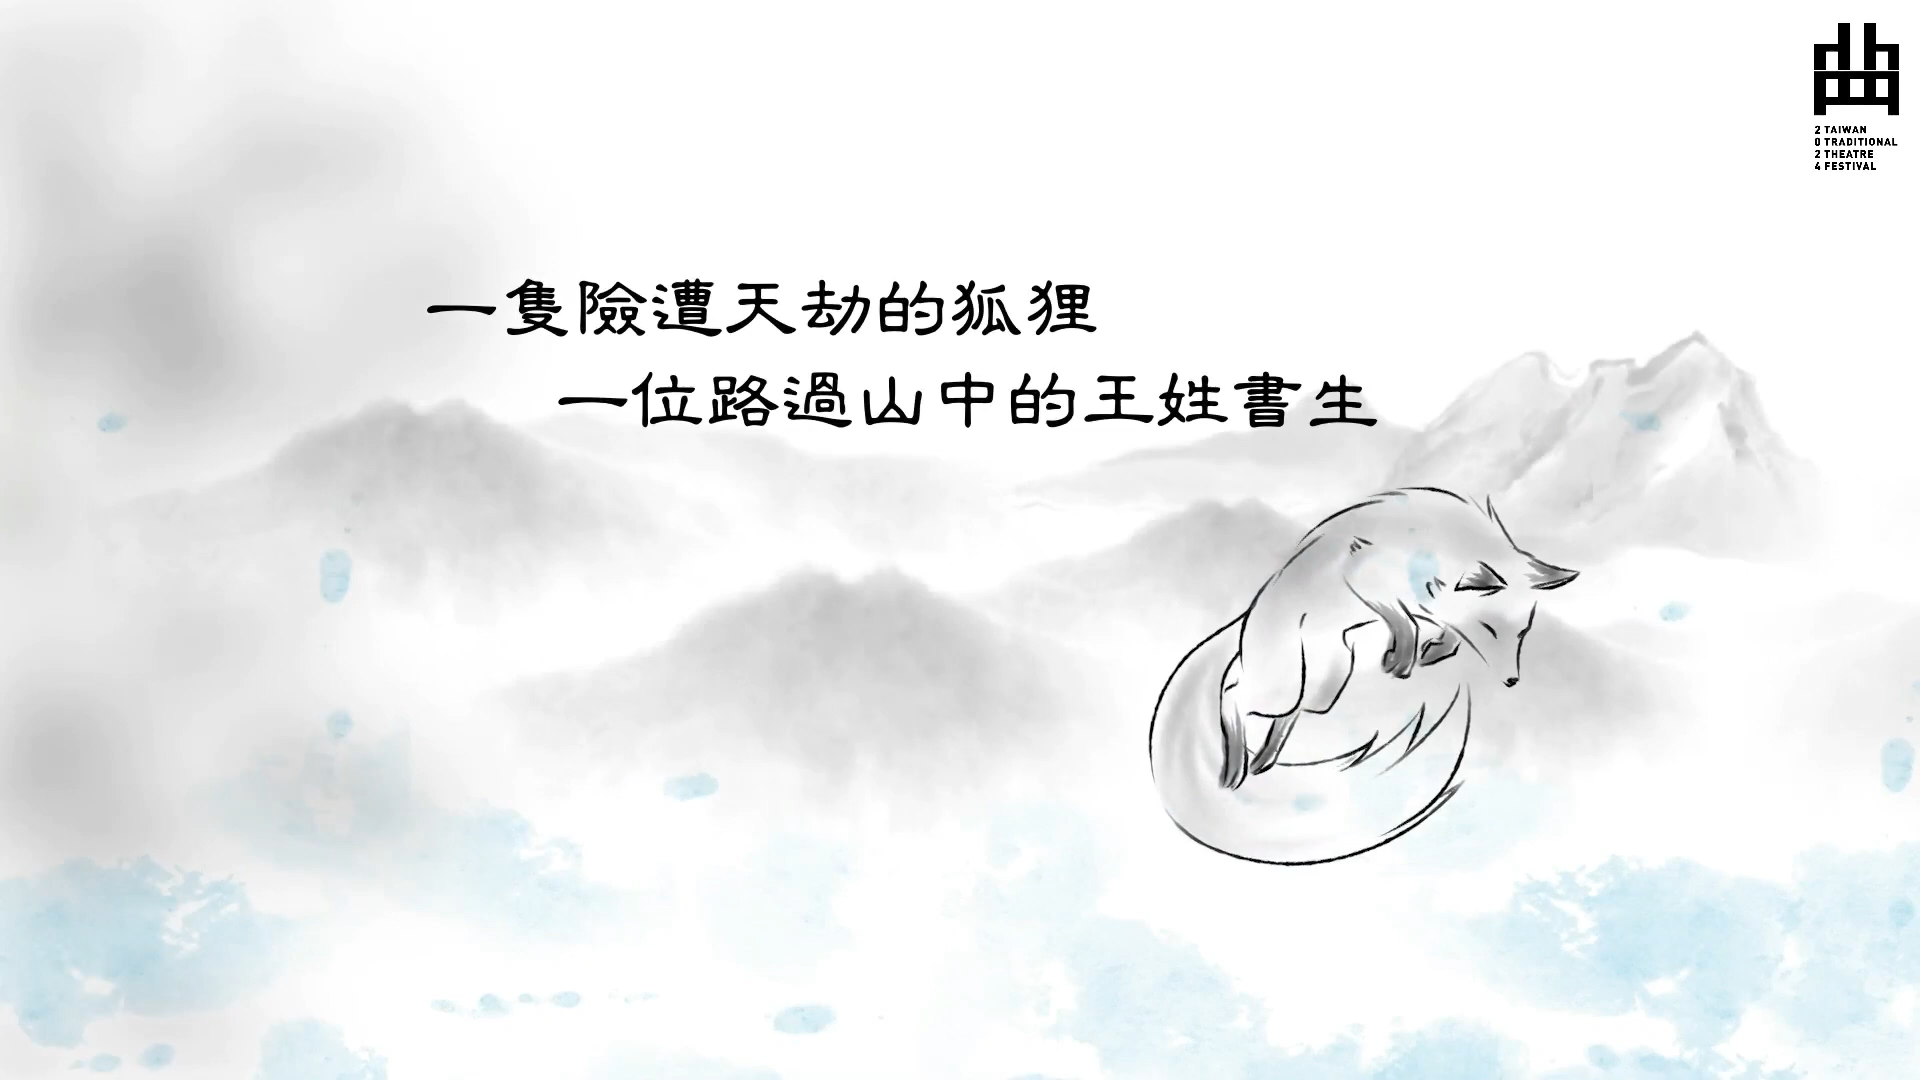 一隻險遭天劫的狐狸
一位路過山中的王姓書生
曲
2 TAIWAN
0 TRADITIONAL
2 THEATRE
4 FESTIVAL